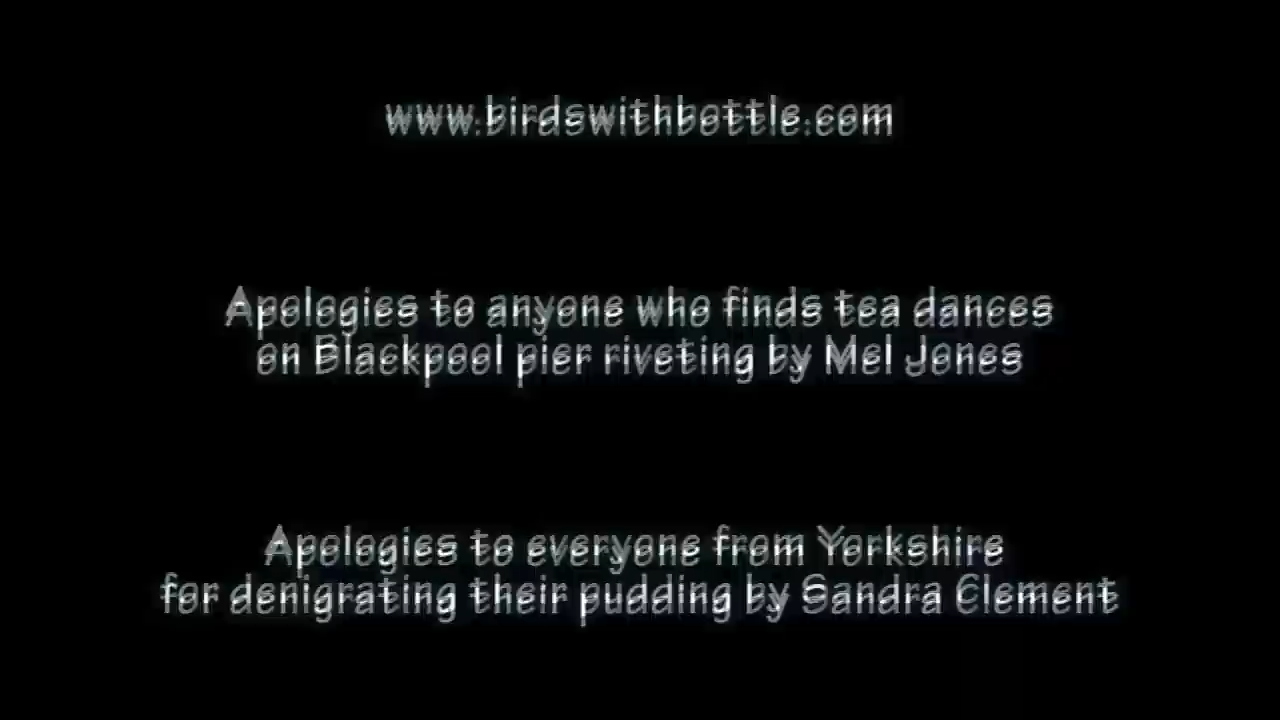 www.birdswithbottle.com
Apologies to anyone who finds tea dances
on Blackpool pier riveting by Mel Jones
Apologies to everyone from Yorkshire
for denigrating their pudding by Sandra Clement